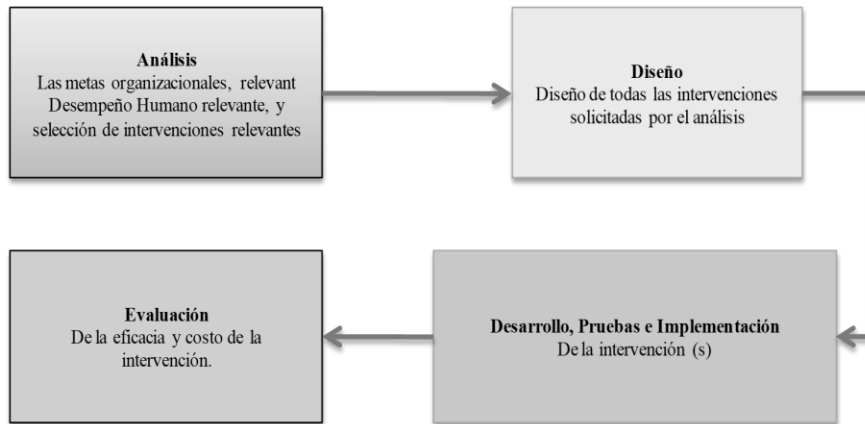 Análisis
Las metas organizacionales, relevant
Desempeño Humano relevante, y
selección de intervenciones relevantes
Diseño
Diseño de todas las intervenciones
solicitadas por el análisis
Evaluación
De la eficacia y costo de la
intervención.
Desarrollo, Pruebas e Implementación
De la intervención (s)